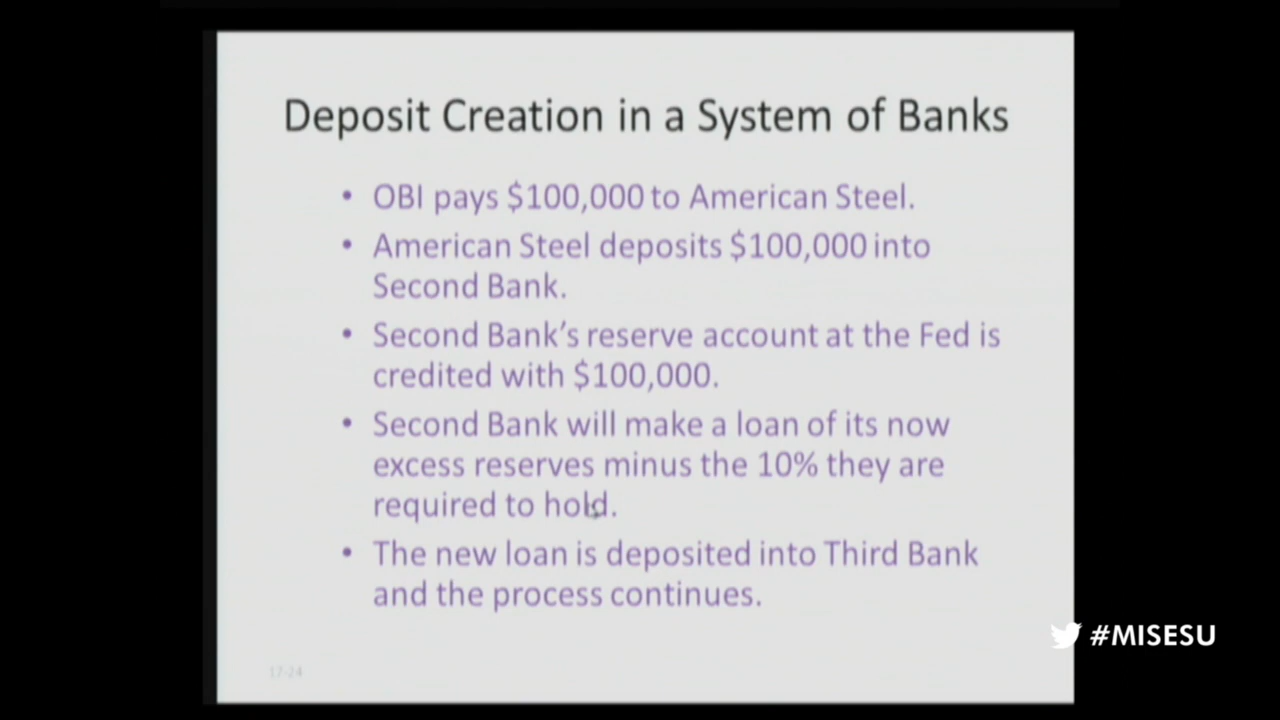 Deposit Creation in a System of Banks
• OBI pays $100,000 to American Steel.
• American Steel deposits $100,000 into
Second Bank.
• Second Bank's reserve account at the Fed is
credited with $100,000.
• Second Bank will make a loan of its now
excess reserves minus the 10% they are
required to hold.
• The new loan is deposited into Third Bank
and the process continues.
#MISESU
17-24